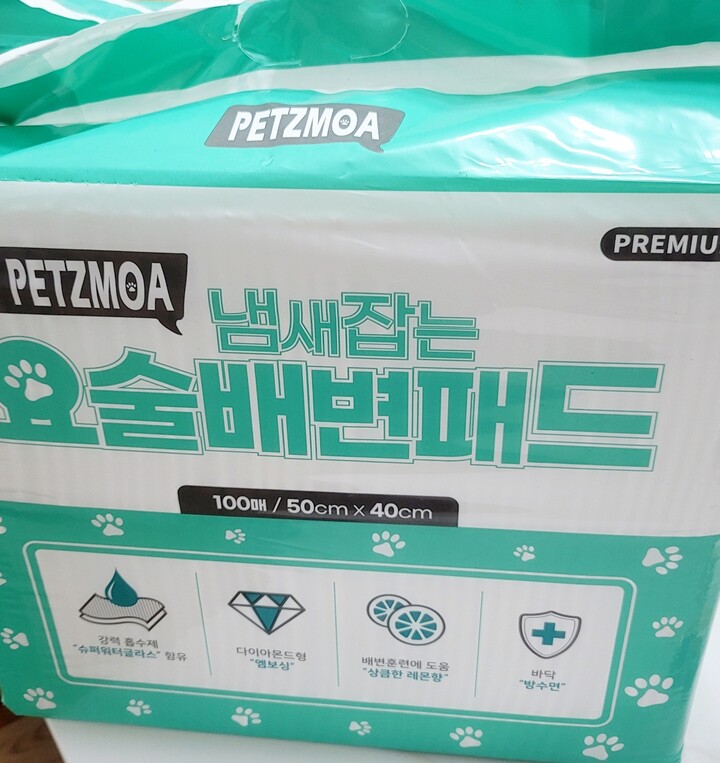 PETZMOA
PREMIU
PETZMOA
냄새잡는
요술배변패드
100매 / 50cm x 40cm
강력 흡수제
"슈퍼워터글라스" 함유
다이아몬드형
"엠보싱"
배변훈련에 도움
"상큼한 레몬향"
바닥
"방수면"